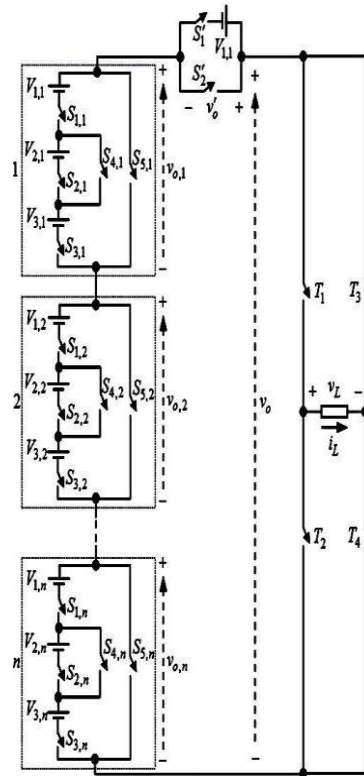 S′1
V1,1
S′2
− v′o +
+
+
V1,1
S1,1
V2,1
S4,1
S5,1
vo,1
1
S2,1
V3,1
S3,1
−
+
V1,2
S1,2
V2,2
S4,2
S5,2
vo,2
2
S2,2
V3,2
S3,2
−
+
V1,n
S1,n
V2,n
S4,n
S5,n
vo,n
n
S2,n
V3,n
S3,n
−
vo
−
T1
T3
+ vL −
iL
T2
T4